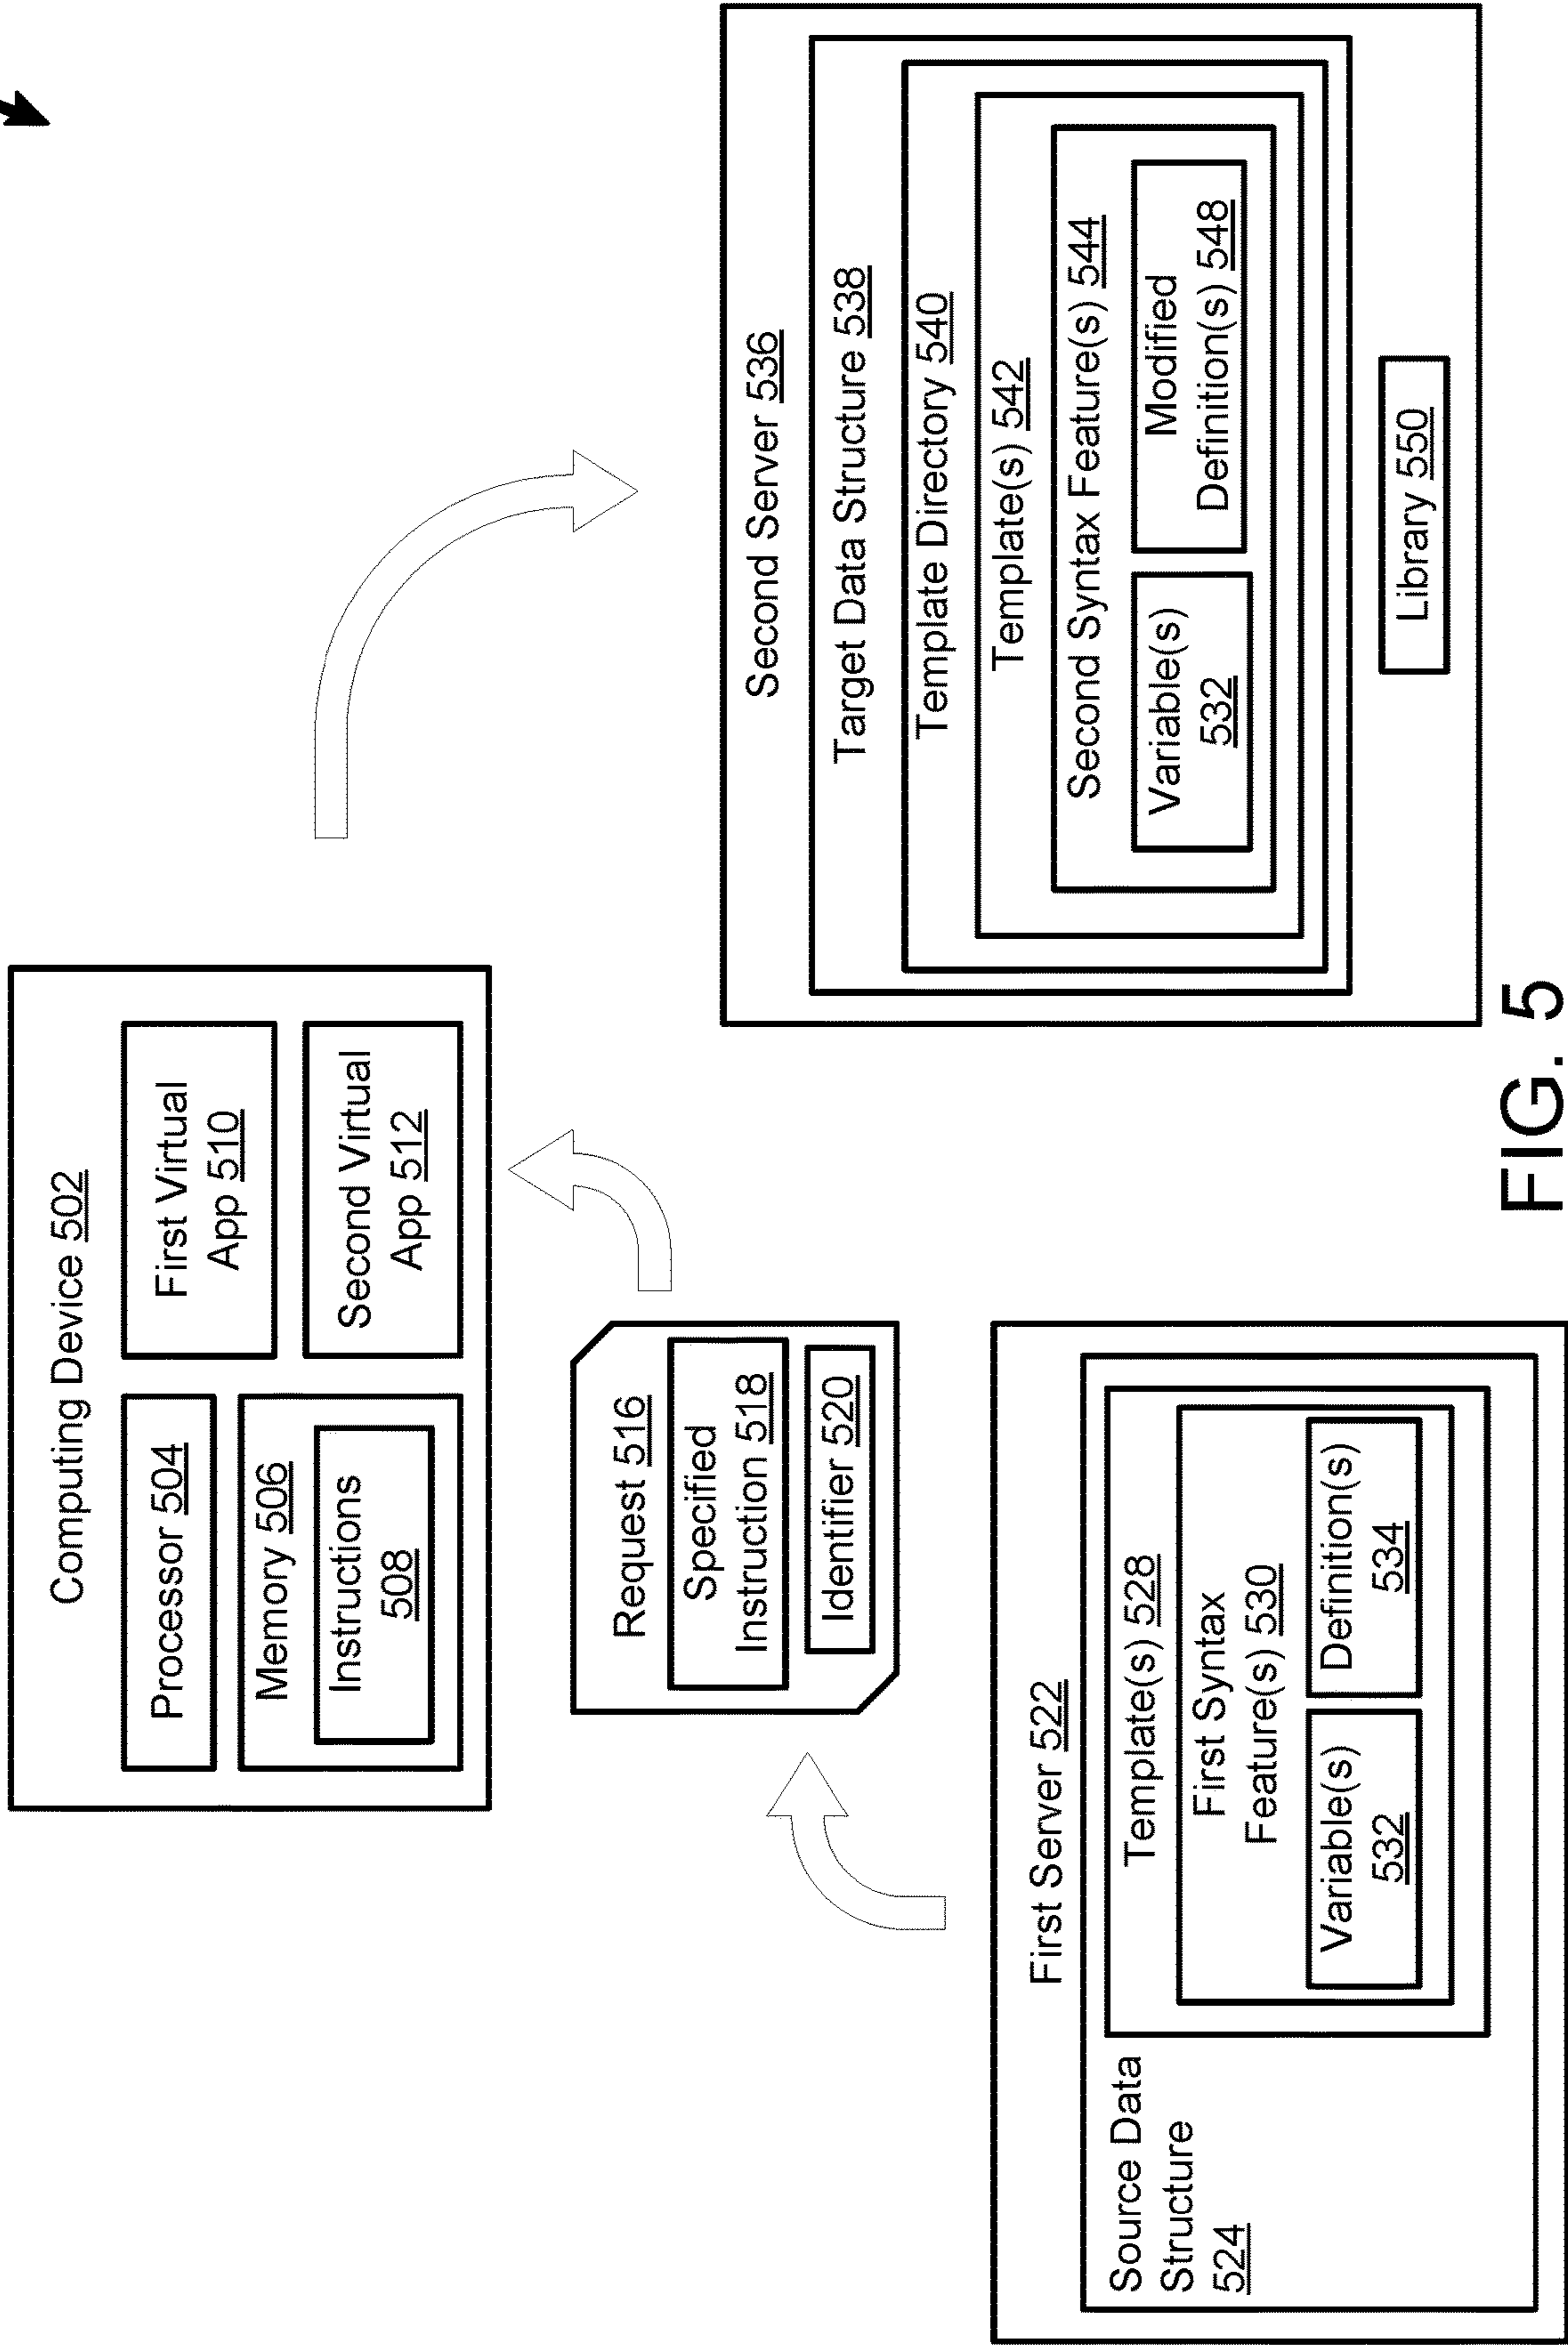 Computing Device 502
Processor 504
Memory 506
Instructions
508
First Virtual
App 510
Second Virtual
App 512
Request 516
Specified
Instruction 518
Identifier 520
First Server 522
Source Data
Structure
524
Template(s) 528
First Syntax
Feature(s) 530
Variable(s)
532
Definition(s)
534
Second Server 536
Target Data Structure 538
Template Directory 540
Template(s) 542
Second Syntax Feature(s) 544
Variable(s)
532
Modified
Definition(s) 548
Library 550
FIG. 5